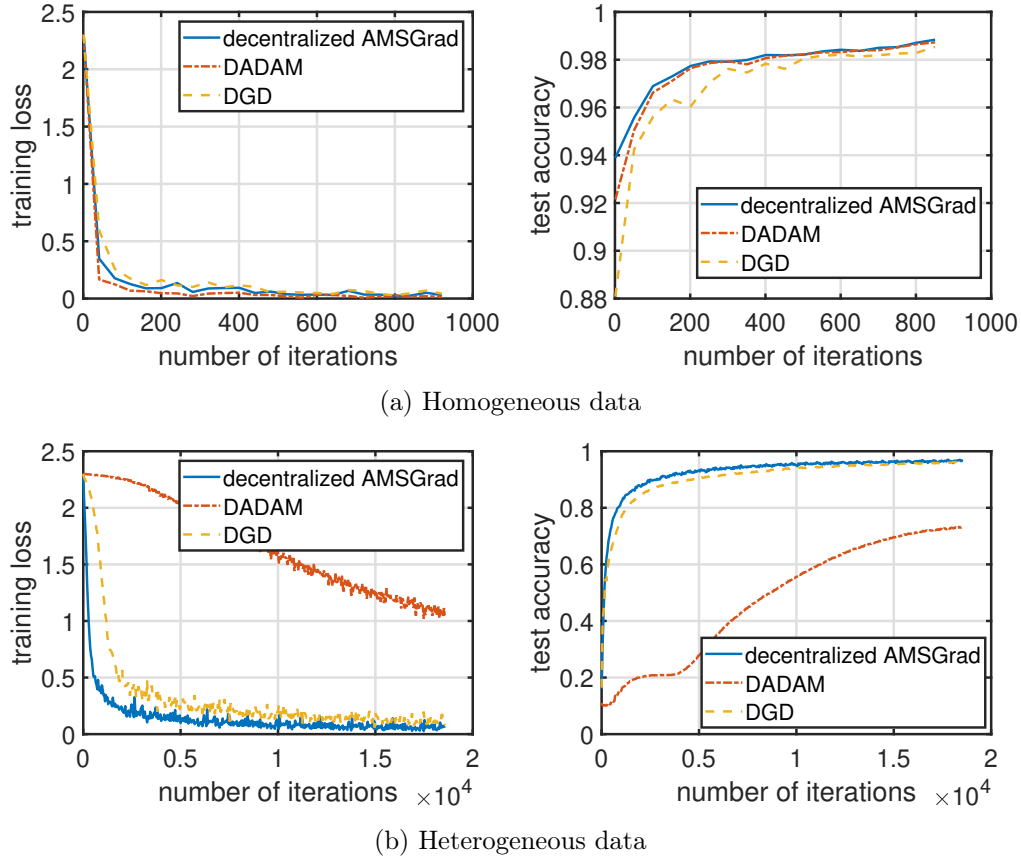 2.5
2
1.5
1
0.5
0
training loss
decentralized AMSGrad
DADAM
DGD
0 200 400 600 800 1000
number of iterations
1
0.98
0.96
0.94
0.92
0.9
0.88
test accuracy
decentralized AMSGrad
DADAM
DGD
0 200 400 600 800 1000
number of iterations
(a) Homogeneous data
2.5
2
1.5
1
0.5
0
training loss
decentralized AMSGrad
DADAM
DGD
0 0.5 1 1.5 2
number of iterations ×10⁴
1
0.8
0.6
0.4
0.2
0
test accuracy
decentralized AMSGrad
DADAM
DGD
0 0.5 1 1.5 2
number of iterations ×10⁴
(b) Heterogeneous data